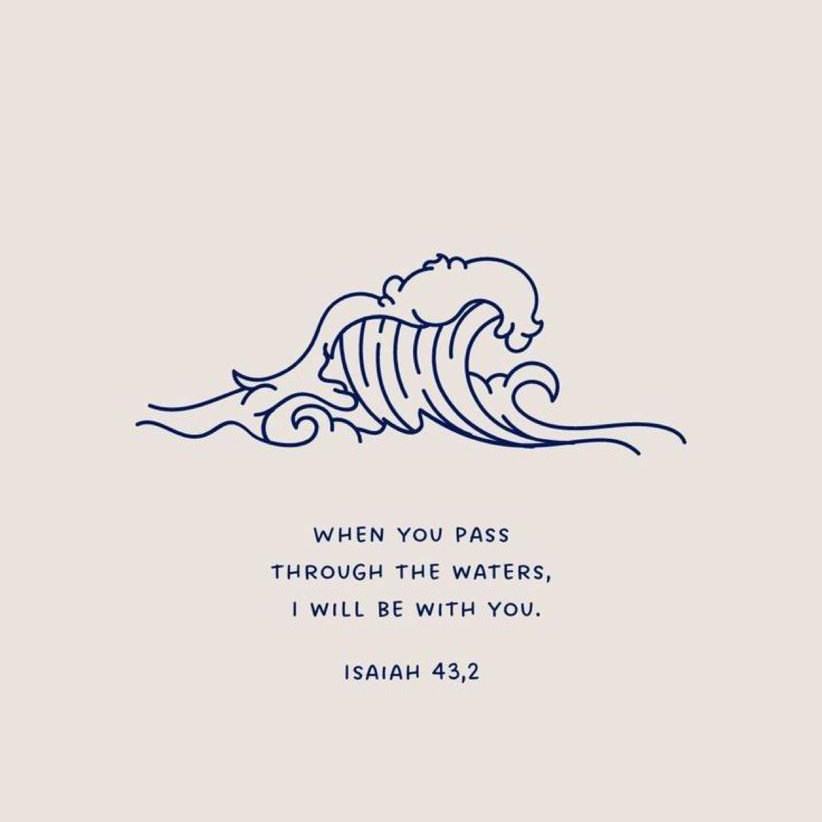 WHEN YOU PASS
THROUGH THE WATERS,
I WILL BE WITH YOU.
ISAIAH 43,2